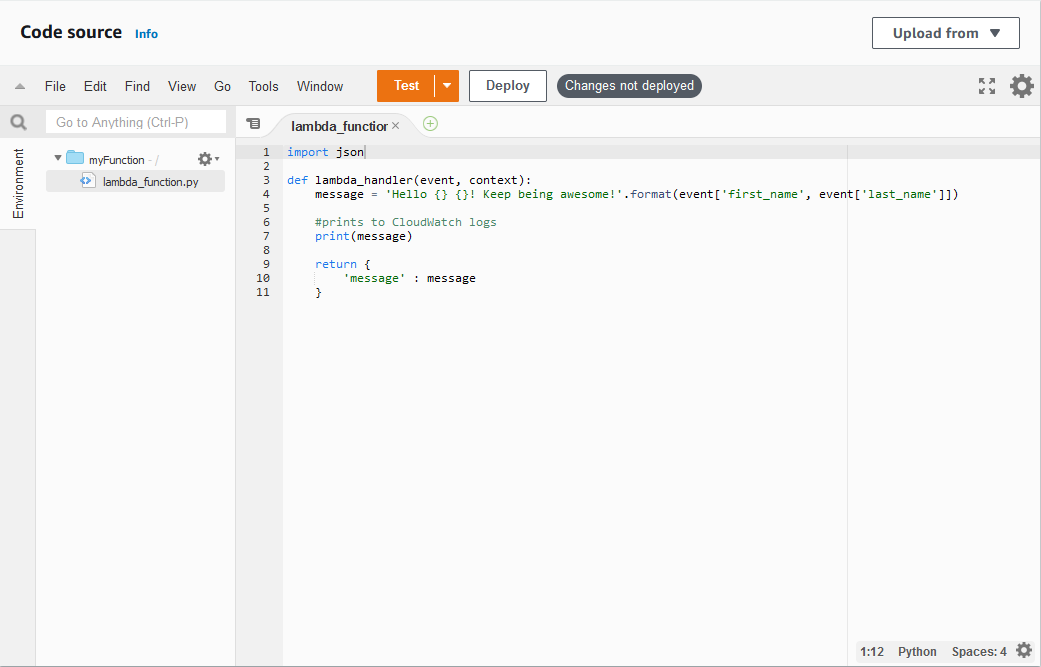 Code source Info
Upload from
File Edit Find View Go Tools Window Test Deploy Changes not deployed
Go to Anything (Ctrl-P)
lambda_function
Environment
myFunction - /
lambda_function.py
1 import json
2
3 def lambda_handler(event, context):
4 message = 'Hello {} {}! Keep being awesome!'.format(event['first_name', event['last_name']])
5
6 #prints to CloudWatch logs
7 print(message)
8
9 return {
10 'message' : message
11 }
1:12 Python Spaces: 4